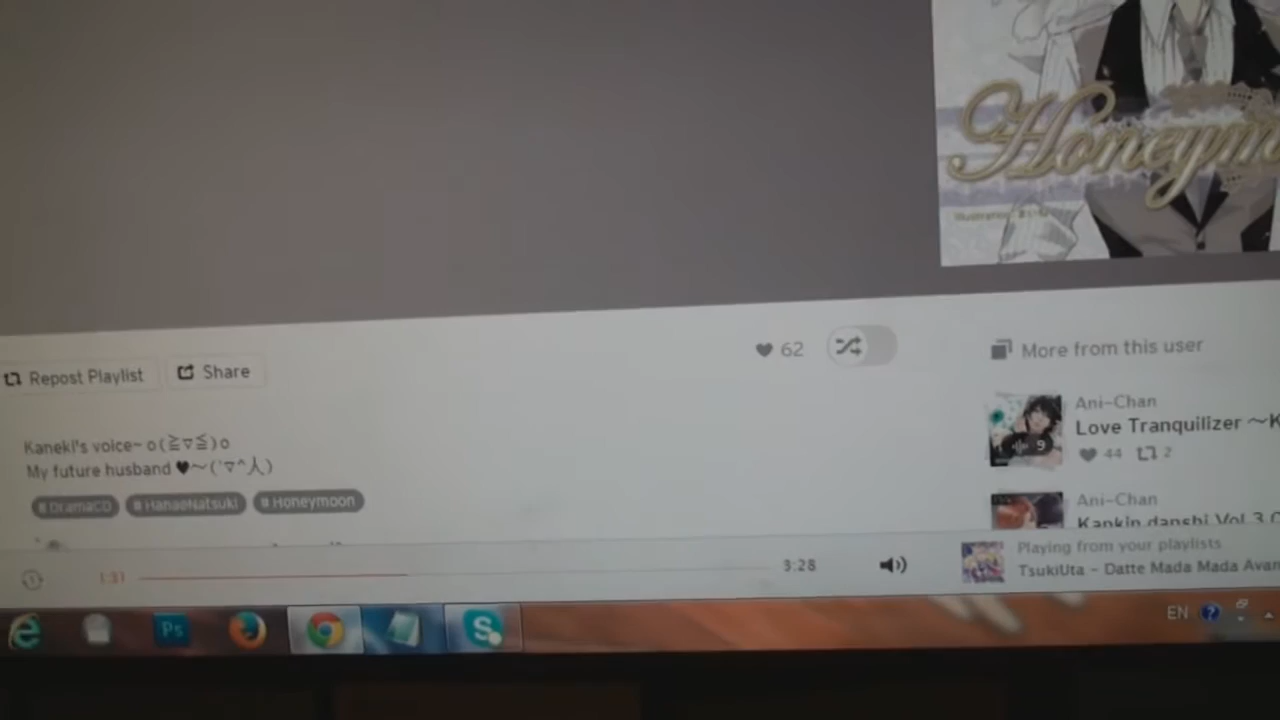 Honeym
Repost Playlist
Share
62
More from this user
Kaneki's voice~ o(≧▽≦)o
My future husband ♥～(´▽^人)
# DramaCD
# HanaeNatsuki
# Honeymoon
Ani-Chan
Love Tranquilizer ～K
9
44
2
Ani-Chan
Kankin danshi Vol.3 C
1:31
3:28
Playing from your playlists
TsukiUta - Datte Mada Mada Avan
Ps
EN